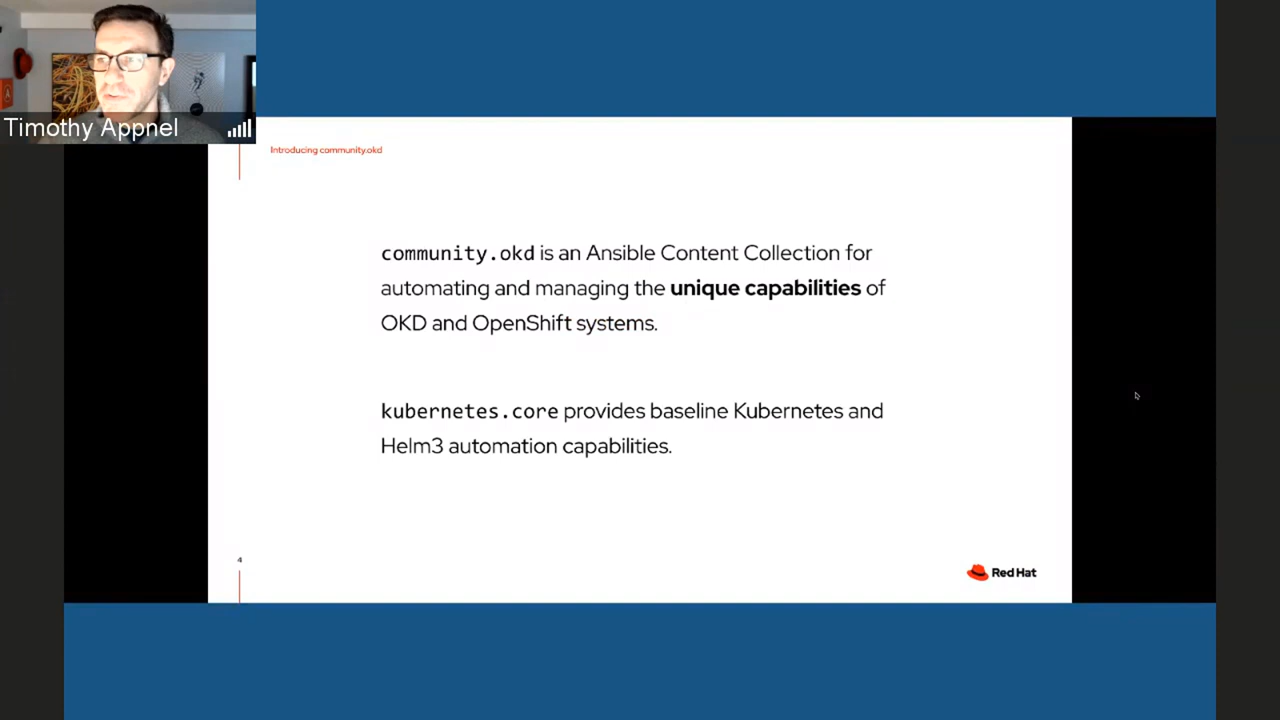 Timothy Appnel
Introducing community.okd
community.okd is an Ansible Content Collection for
automating and managing the unique capabilities of
OKD and OpenShift systems.
kubernetes.core provides baseline Kubernetes and
Helm3 automation capabilities.
4
Red Hat